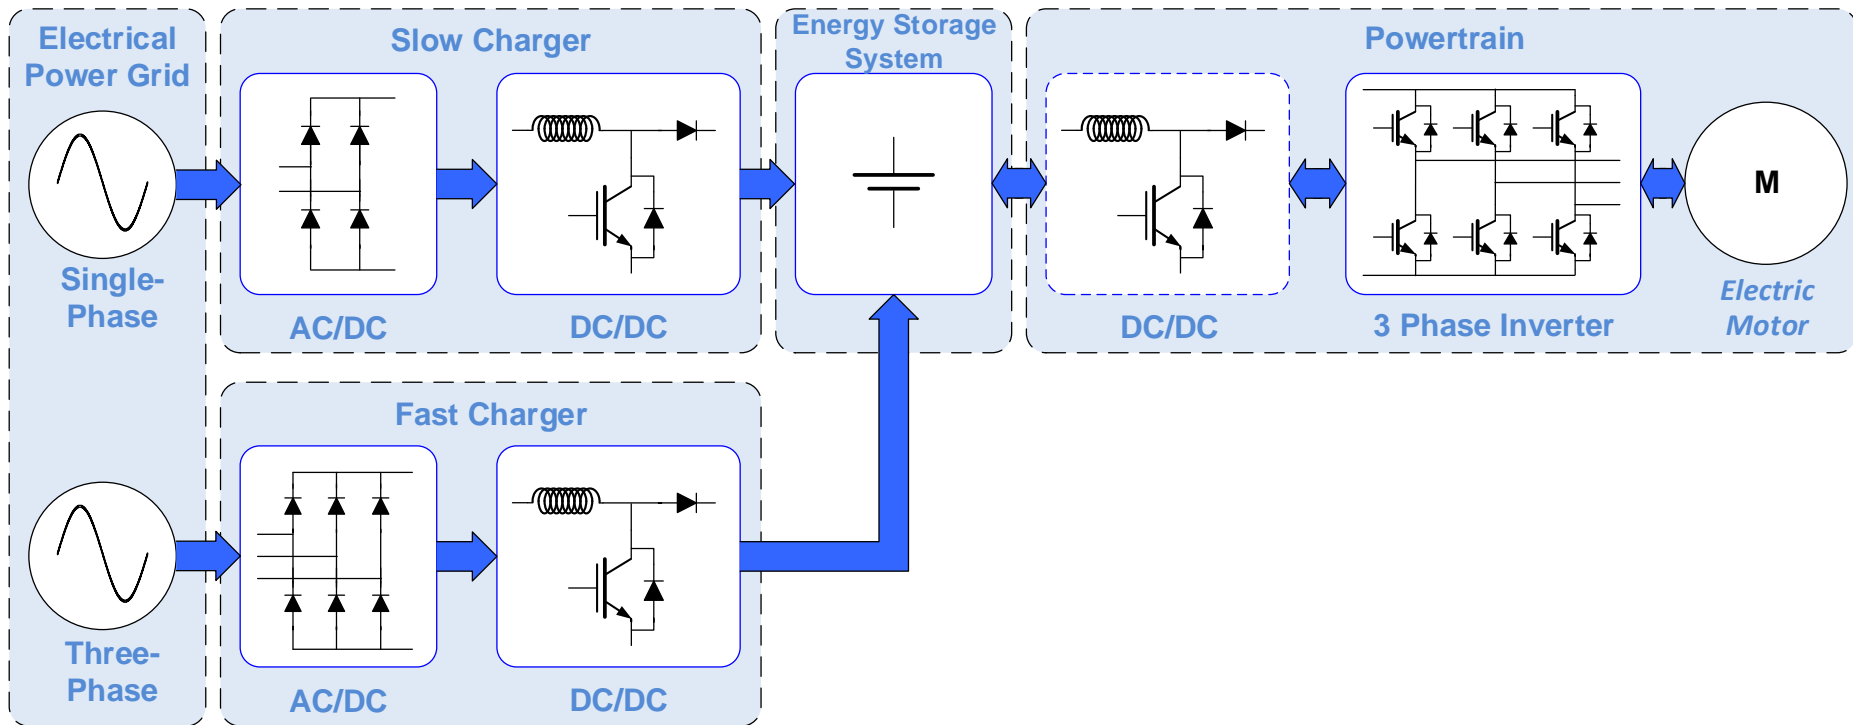 Electrical
Power Grid
Single-
Phase
Three-
Phase
Slow Charger
AC/DC
DC/DC
Fast Charger
AC/DC
DC/DC
Energy Storage
System
Powertrain
DC/DC
3 Phase Inverter
M
Electric
Motor